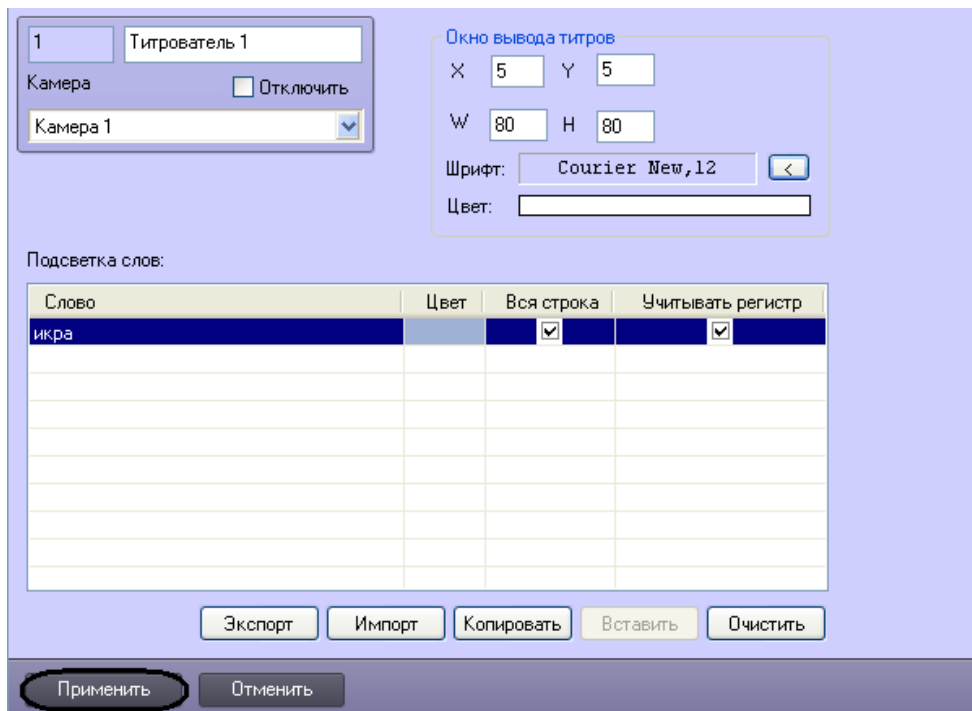 1 Титрователь 1
Камера Отключить
Камера 1
Окно вывода титров
X 5 Y 5
W 80 H 80
Шрифт: Courier New,12 <
Цвет:
Подсветка слов:
Слово Цвет Вся строка Учитывать регистр
икра
Экспорт Импорт Копировать Вставить Очистить
Применить Отменить